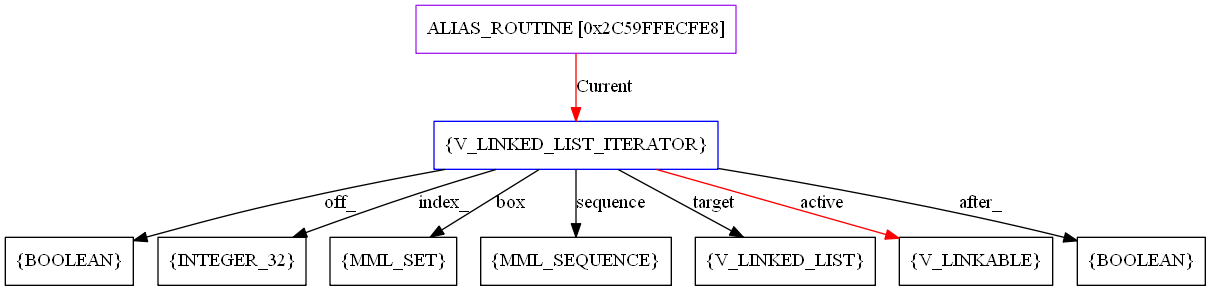 ALIAS_ROUTINE [0x2C59FFECFE8]
Current
{V_LINKED_LIST_ITERATOR}
off_
index_
box
sequence
target
active
after_
{BOOLEAN}
{INTEGER_32}
{MML_SET}
{MML_SEQUENCE}
{V_LINKED_LIST}
{V_LINKABLE}
{BOOLEAN}